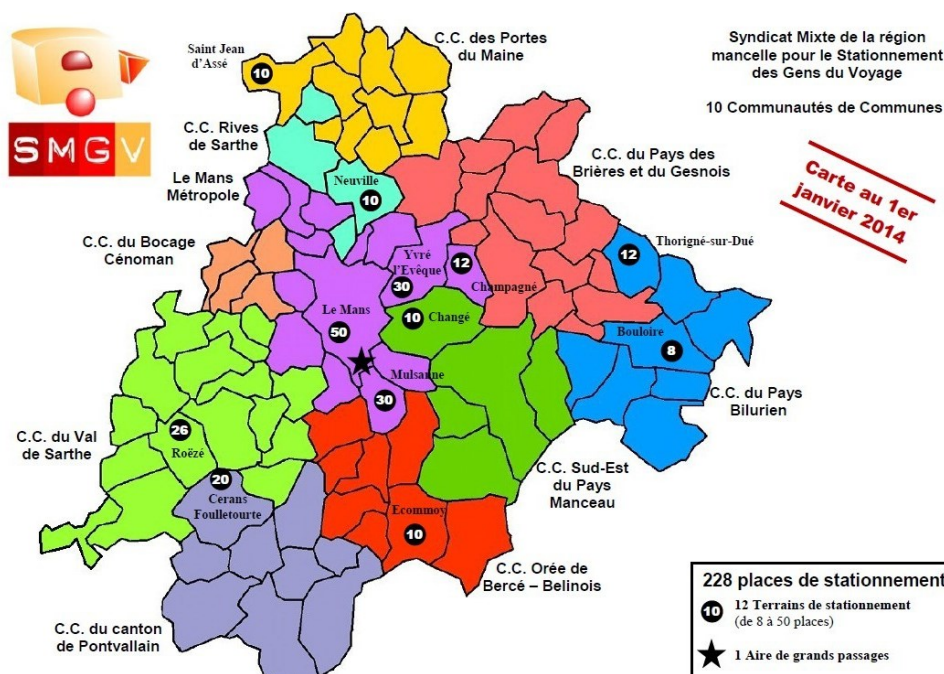 SMGV
Syndicat Mixte de la région
mancelle pour le Stationnement
des Gens du Voyage
10 Communautés de Communes
Carte au 1er
janvier 2014
Saint Jean
d'Assé
10
C.C. des Portes
du Maine
C.C. Rives
de Sarthe
Le Mans
Métropole
Neuville
10
C.C. du Pays des
Brières et du Gesnois
C.C. du Bocage
Cénoman
Yvré
l'Evêque
30
12
Champagné
Thorigné-sur-Dué
12
Le Mans
50
10
Changé
Bouloire
8
Mulsanne
30
C.C. du Pays
Bilurien
C.C. du Val
de Sarthe
26
Roëzé
20
Cerans
Foulletourte
C.C. Sud-Est
du Pays
Manceau
Ecommoy
10
C.C. Orée de
Bercé – Belinois
C.C. du canton
de Pontvallain
228 places de stationnement
10
12 Terrains de stationnement
(de 8 à 50 places)
1 Aire de grands passages